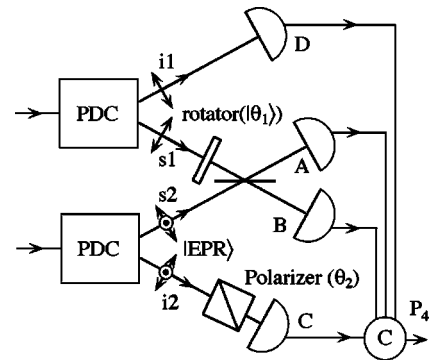 i1
D
PDC
rotator(|θ₁⟩)
s1
A
s2
B
PDC
|EPR⟩
Polarizer (θ₂)
i2
C
C
P₄